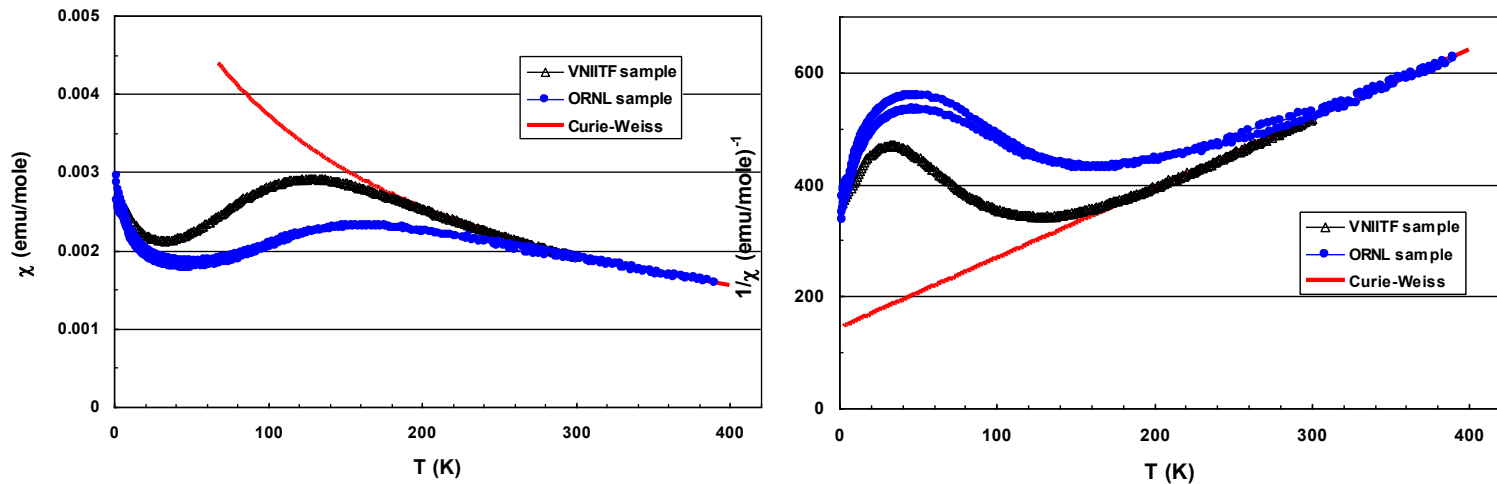 0.005
0.004
0.003
0.002
0.001
0
χ (emu/mole)
VNIITF sample
ORNL sample
Curie-Weiss
0 100 200 300 400
T (K)
600
400
200
0
1/χ (emu/mole)⁻¹
VNIITF sample
ORNL sample
Curie-Weiss
0 100 200 300 400
T (K)